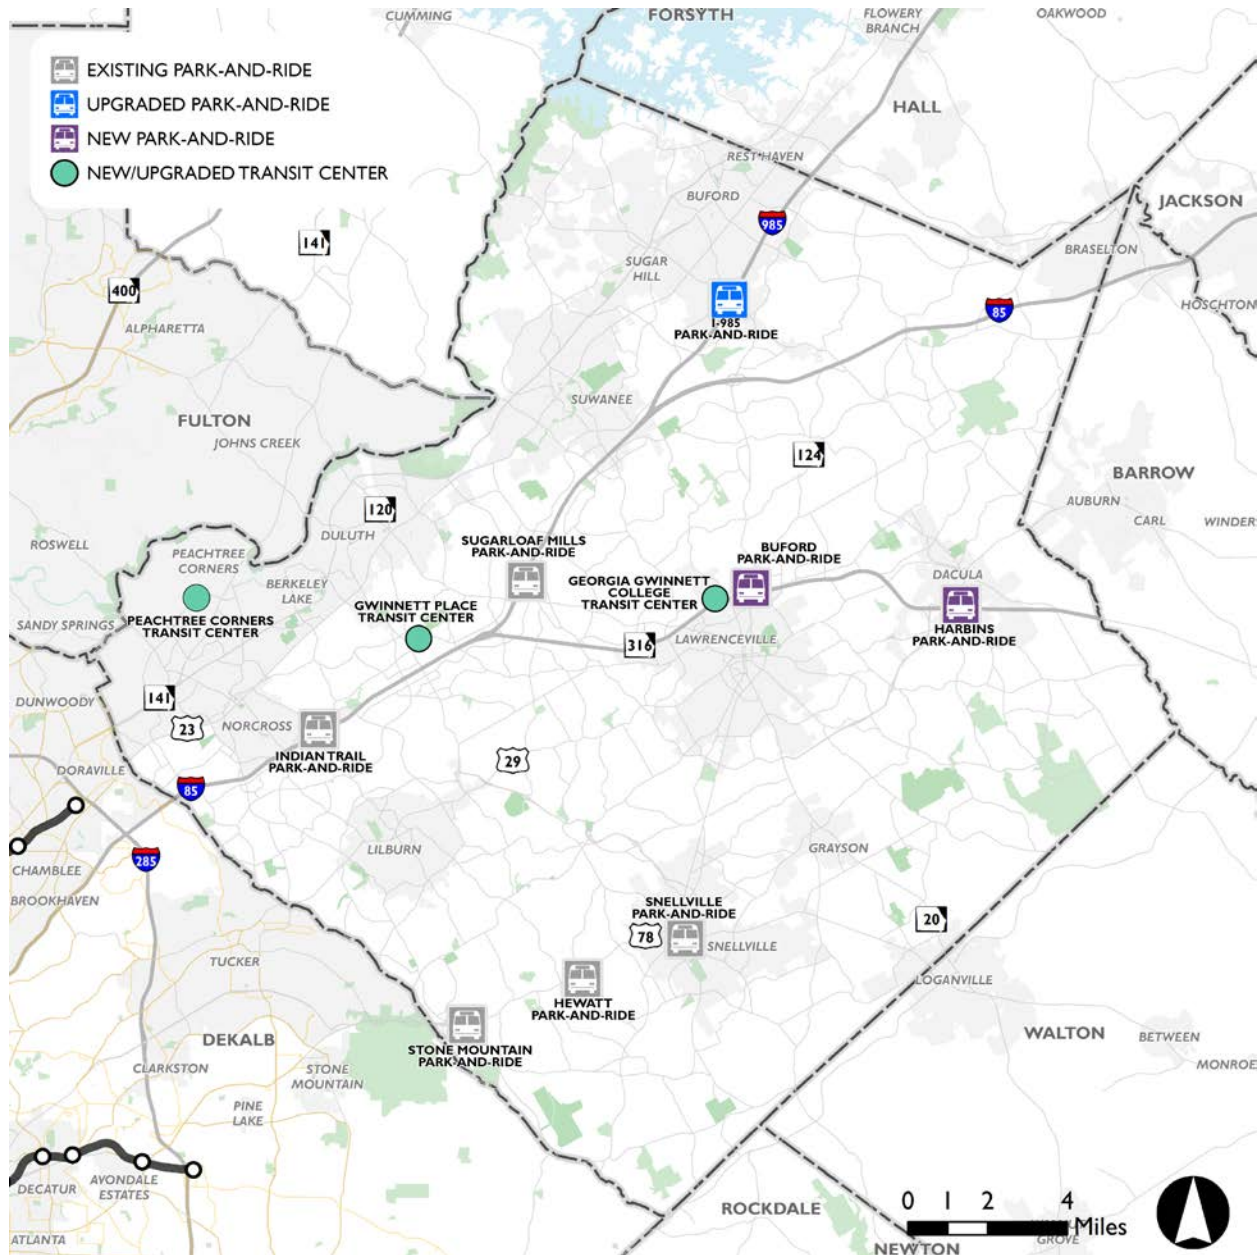 CUMMING
FORSYTH
FLOWERY
BRANCH
OAKWOOD
EXISTING PARK-AND-RIDE
UPGRADED PARK-AND-RIDE
NEW PARK-AND-RIDE
NEW/UPGRADED TRANSIT CENTER
HALL
REST HAVEN
BUFORD
JACKSON
985
141
BRASELTON
SUGAR
HILL
400
HOSCHTON
85
ALPHARETTA
I-985
PARK-AND-RIDE
SUWANEE
FULTON
JOHNS CREEK
124
BARROW
AUBURN
CARL
WINDER
120
DULUTH
ROSWELL
PEACHTREE
CORNERS
SUGARLOAF MILLS
PARK-AND-RIDE
BUFORD
PARK-AND-RIDE
BERKELEY
LAKE
GEORGIA GWINNETT
COLLEGE
TRANSIT CENTER
DACULA
SANDY SPRINGS
PEACHTREE CORNERS
TRANSIT CENTER
GWINNETT PLACE
TRANSIT CENTER
LAWRENCEVILLE
HARBINS
PARK-AND-RIDE
316
DUNWOODY
141
23
NORCROSS
INDIAN TRAIL
PARK-AND-RIDE
29
DORAVILLE
85
285
CHAMBLEE
BROOKHAVEN
LILBURN
GRAYSON
SNELLVILLE
PARK-AND-RIDE
78
SNELLVILLE
20
TUCKER
LOGANVILLE
HEWATT
PARK-AND-RIDE
DEKALB
STONE MOUNTAIN
PARK-AND-RIDE
WALTON
BETWEEN
MONROE
CLARKSTON
STONE
MOUNTAIN
PINE
LAKE
DECATUR
AVONDALE
ESTATES
ATLANTA
ROCKDALE
0 1 2 4
Miles
GROVE
NEWTON